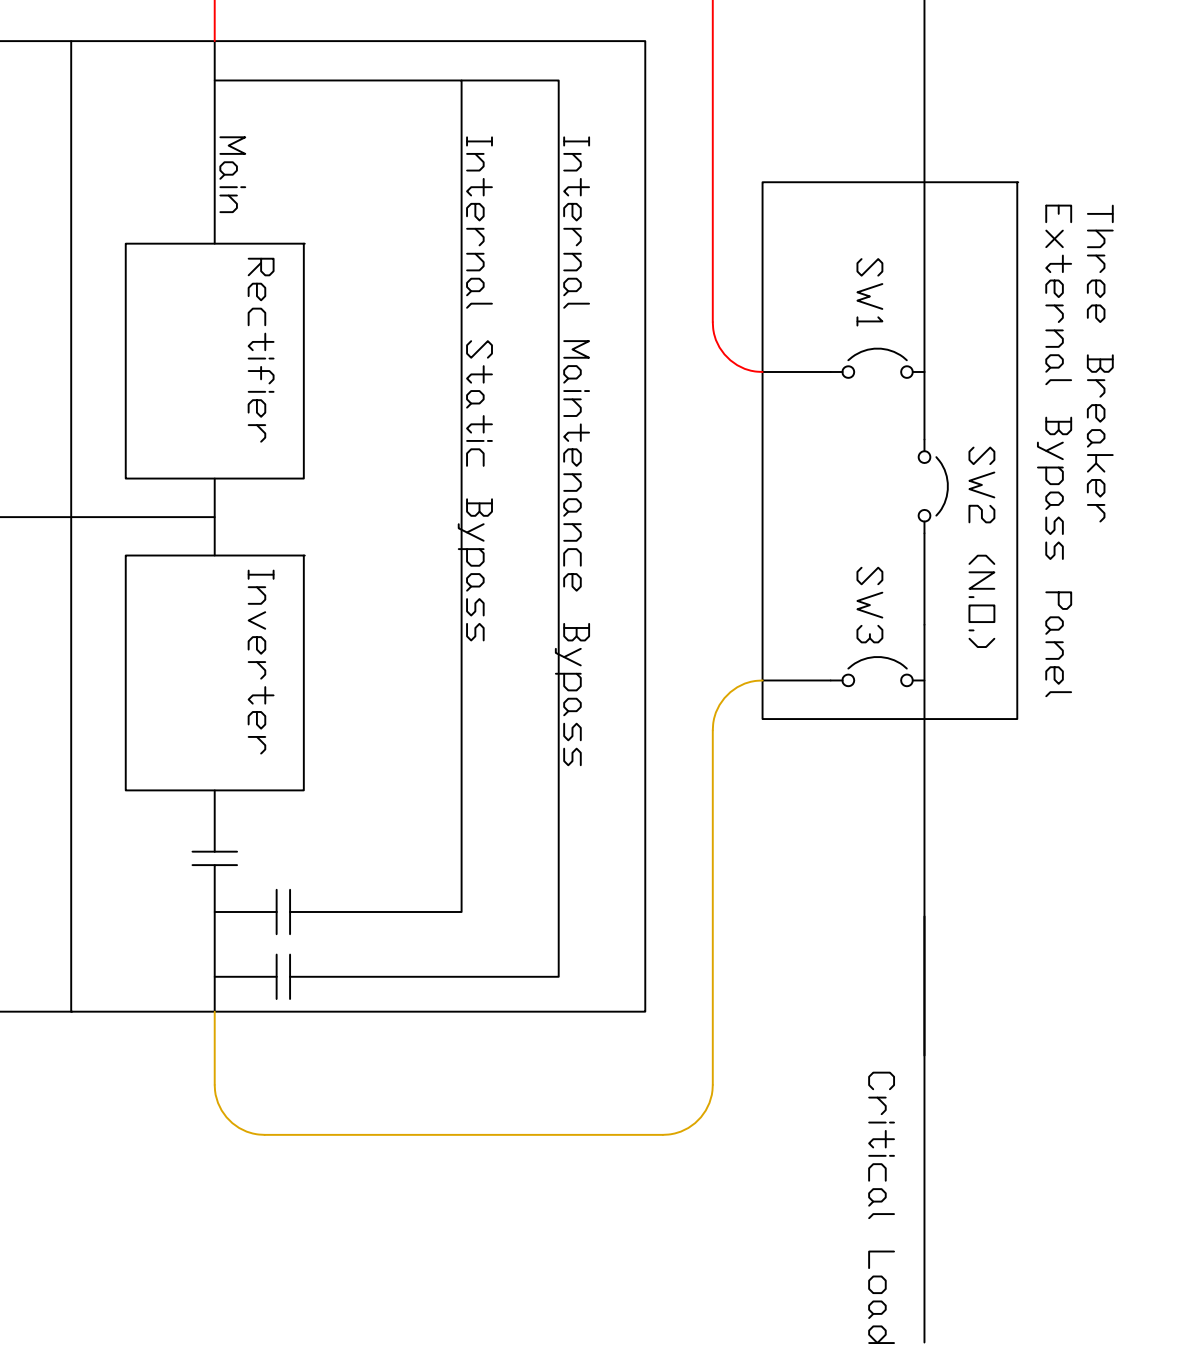 Three Breaker
External Bypass Panel
SW1
SW2 (N.O.)
SW3
Internal Maintenance Bypass
Internal Static Bypass
Main
Rectifier
Inverter
Critical Load